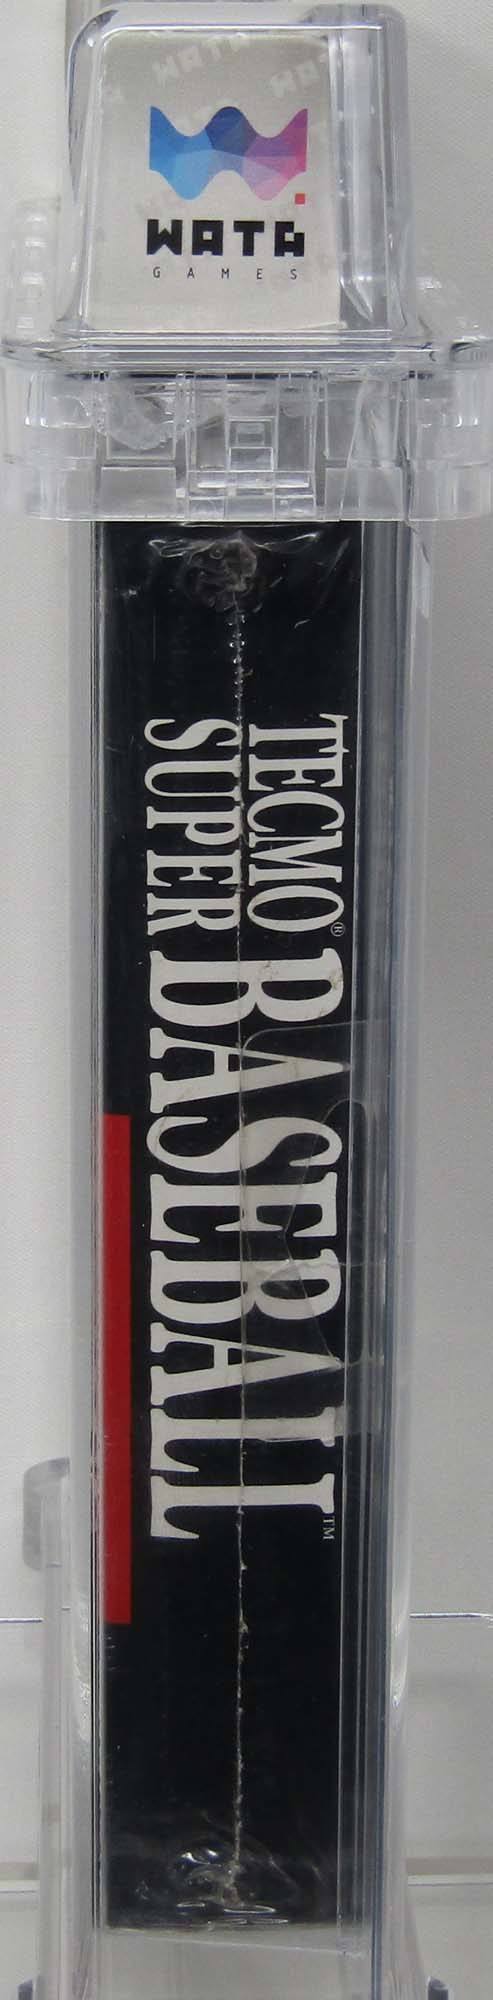 WATA
GAMES
TECMO®
SUPER BASEBALL™